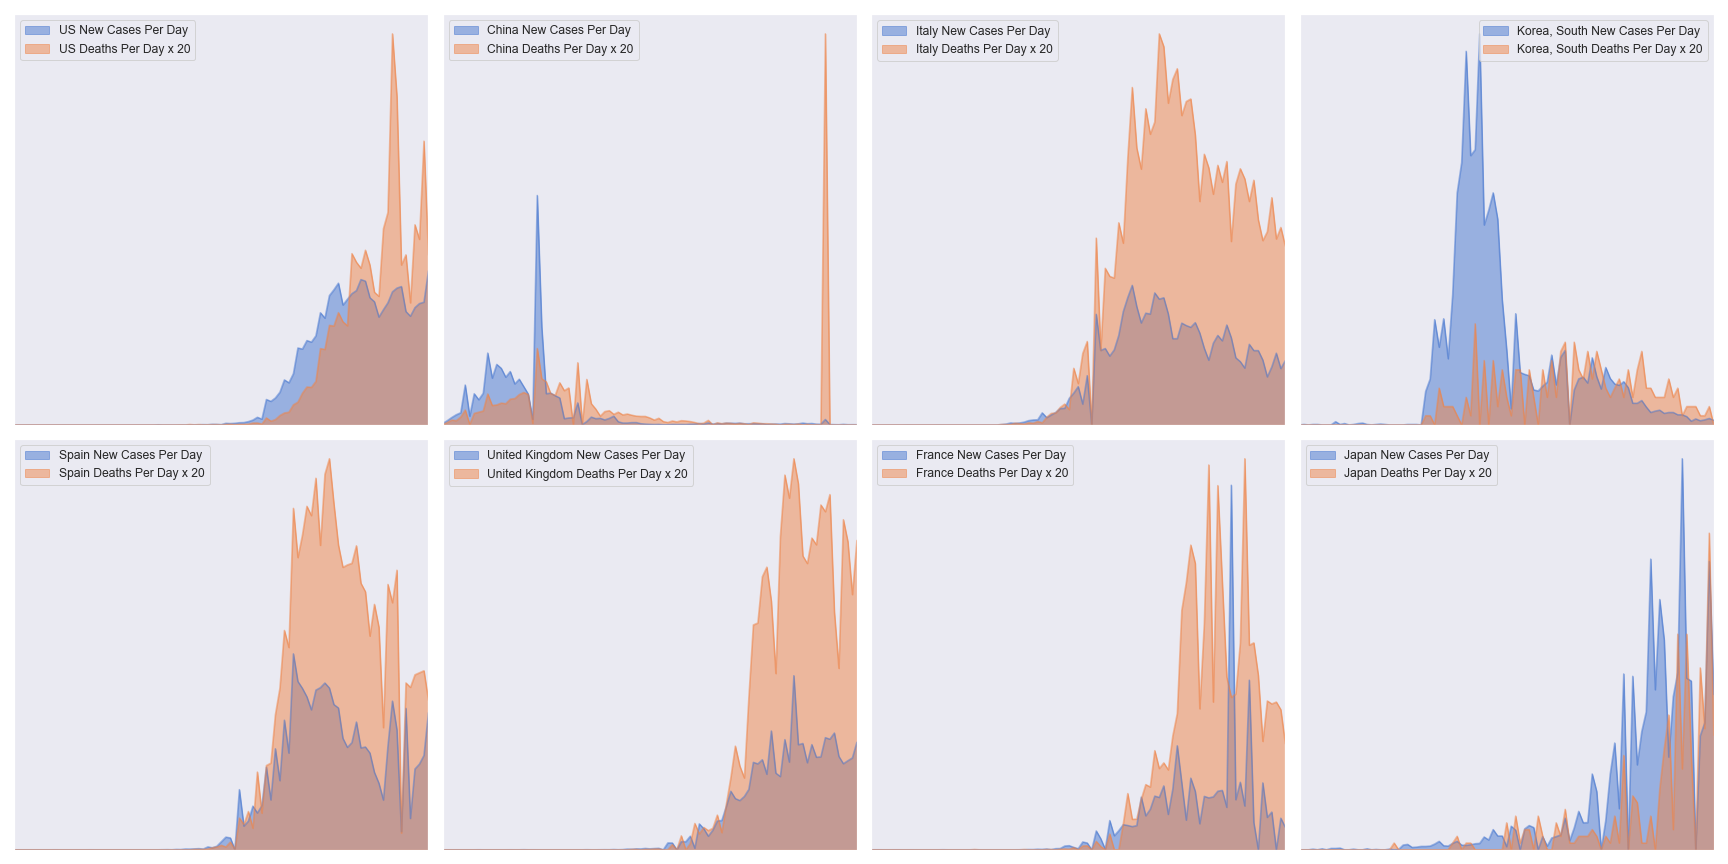 US New Cases Per Day
US Deaths Per Day x 20
China New Cases Per Day
China Deaths Per Day x 20
Italy New Cases Per Day
Italy Deaths Per Day x 20
Korea, South New Cases Per Day
Korea, South Deaths Per Day x 20
Spain New Cases Per Day
Spain Deaths Per Day x 20
United Kingdom New Cases Per Day
United Kingdom Deaths Per Day x 20
France New Cases Per Day
France Deaths Per Day x 20
Japan New Cases Per Day
Japan Deaths Per Day x 20